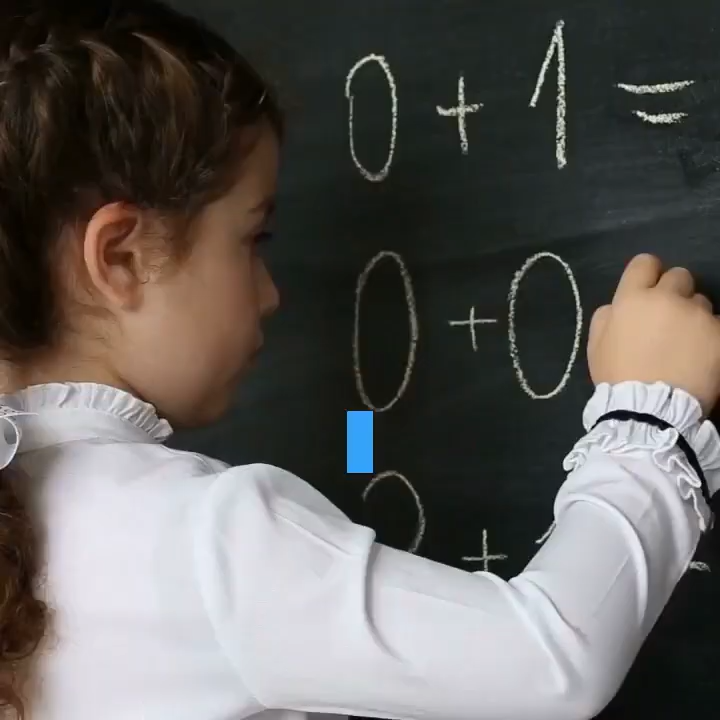 0 + 1 =
0 + 0
+